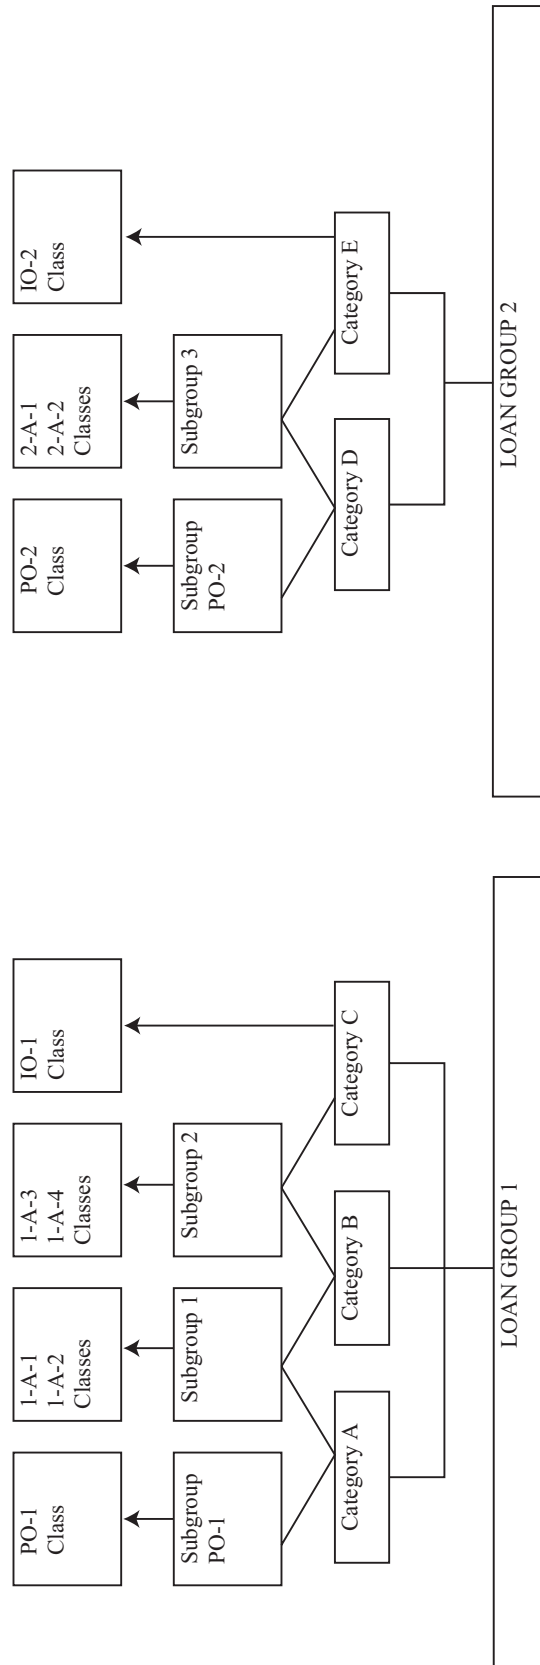 PO-1
Class
1-A-1
1-A-2
Classes
1-A-3
1-A-4
Classes
IO-1
Class
PO-2
Class
2-A-1
2-A-2
Classes
IO-2
Class
Subgroup
PO-1
Subgroup 1
Subgroup 2
Subgroup
PO-2
Subgroup 3
Category A
Category B
Category C
Category D
Category E
LOAN GROUP 1
LOAN GROUP 2